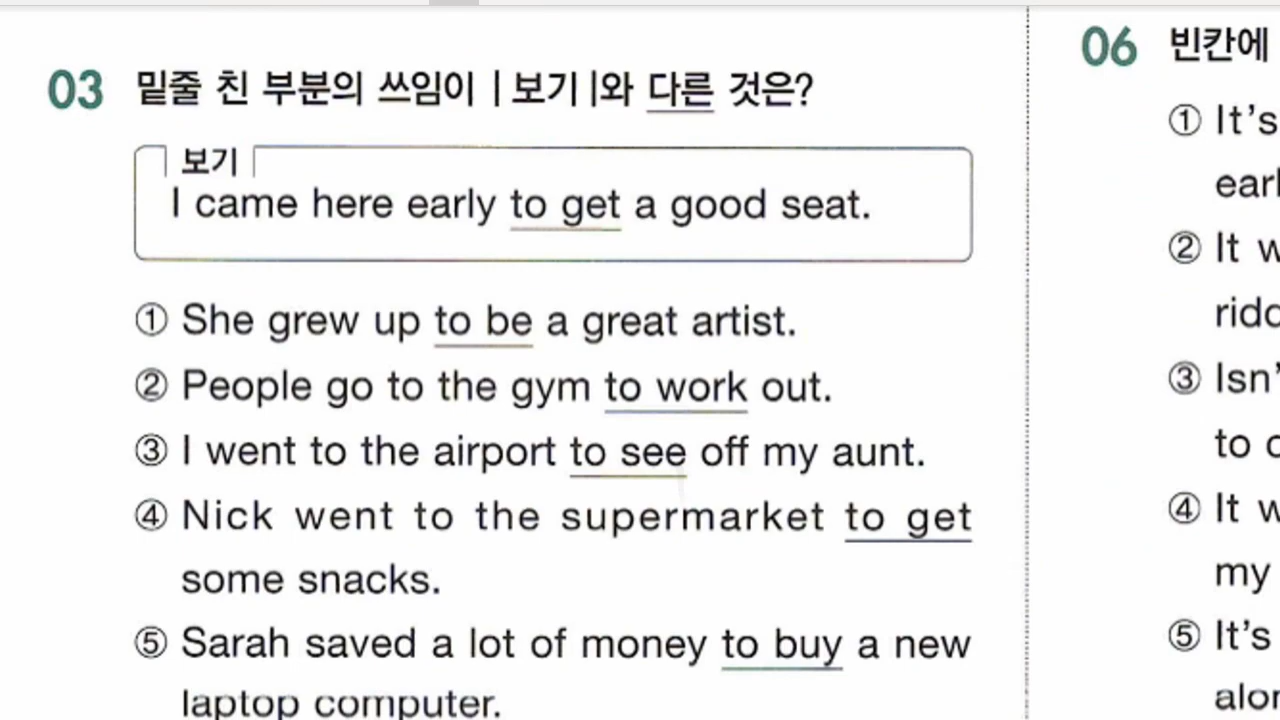 03 밑줄 친 부분의 쓰임이 | 보기 |와 다른 것은?
보기
I came here early to get a good seat.
① She grew up to be a great artist.
② People go to the gym to work out.
③ I went to the airport to see off my aunt.
④ Nick went to the supermarket to get
some snacks.
⑤ Sarah saved a lot of money to buy a new
laptop computer.
06 빈칸에
① It's
② It
③
to
④ It
my
⑤ It's